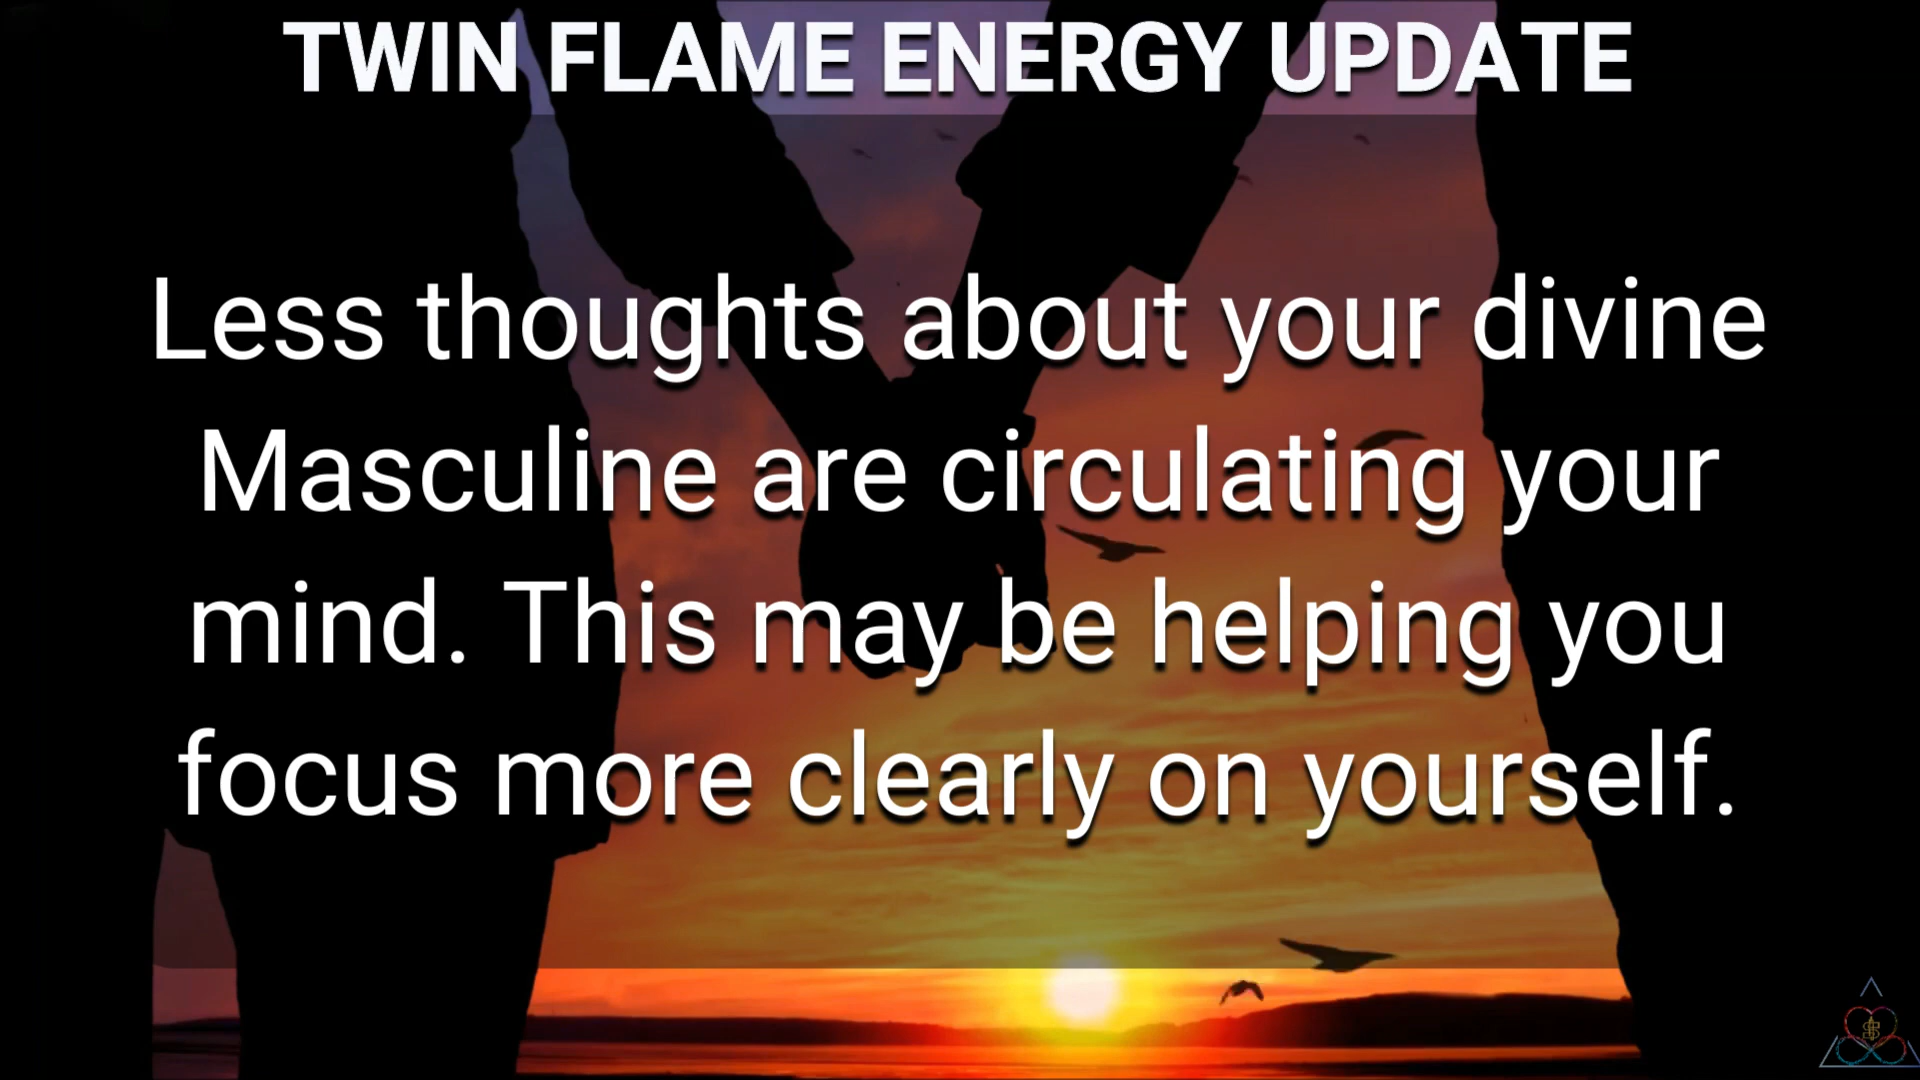 TWIN FLAME ENERGY UPDATE
Less thoughts about your divine
Masculine are circulating your
mind. This may be helping you
focus more clearly on yourself.